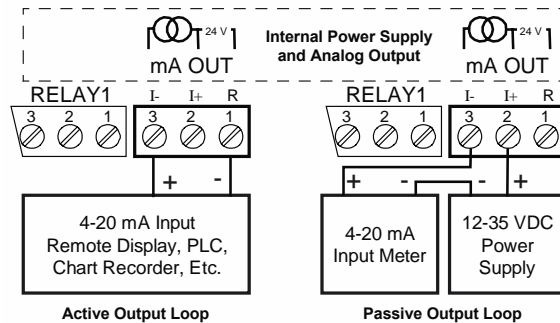 24 V
24 V
Internal Power Supply
and Analog Output
mA OUT
mA OUT
RELAY1
I- I+ R
RELAY1
I- I+ R
3 2 1
3 2 1
3 2 1
3 2 1
+ -
+ - - +
4-20 mA Input
Remote Display, PLC,
Chart Recorder, Etc.
4-20 mA
Input Meter
12-35 VDC
Power
Supply
Active Output Loop
Passive Output Loop